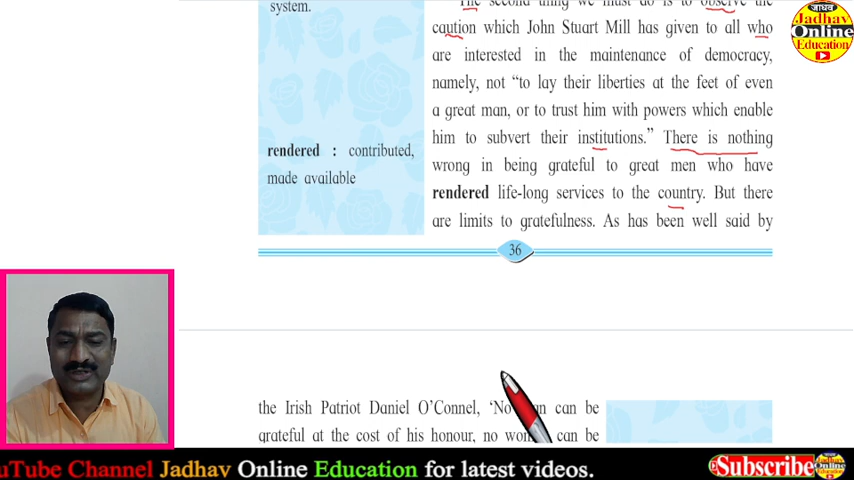 system.
The second thing we must do is to observe the
caution which John Stuart Mill has given to all who
are interested in the maintenance of democracy,
namely, not “to lay their liberties at the feet of even
a great man, or to trust him with powers which enable
him to subvert their institutions.” There is nothing
wrong in being grateful to great men who have
rendered life-long services to the country. But there
are limits to gratefulness. As has been well said by
rendered : contributed,
made available
36
the Irish Patriot Daniel O’Connel, ‘No can be
grateful at the cost of his honour, no can be
जाधव
Jadhav
Online
Education
uTube Channel Jadhav Online Education for latest videos.
Subscribe